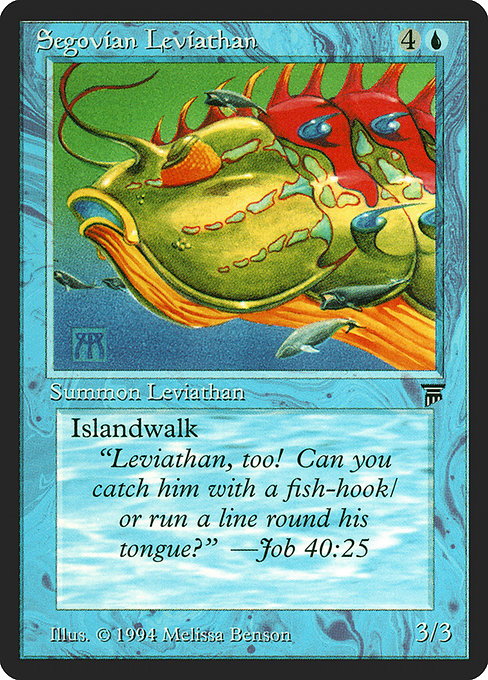 Segovian Leviathan 4
Summon Leviathan
Islandwalk
“Leviathan, too! Can you
catch him with a fish-hook/
or run a line round his
tongue?” —Job 40:25
Illus. © 1994 Melissa Benson
3/3